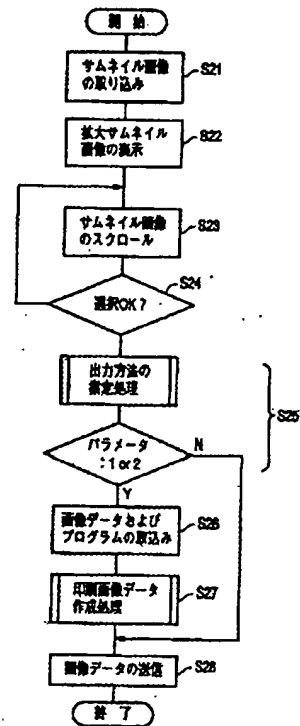 開始
サムネイル画像
の取り込み
S21
拡大サムネイル
画像の表示
S22
サムネイル画像
のスクロール
S23
選択OK?
S24
出力方法の
指定処理
S25
パラメータ
:1 or 2
N
Y
画像データおよび
プログラムの取込み
S26
印刷画像データ
作成処理
S27
画像データの送信
S28
終了